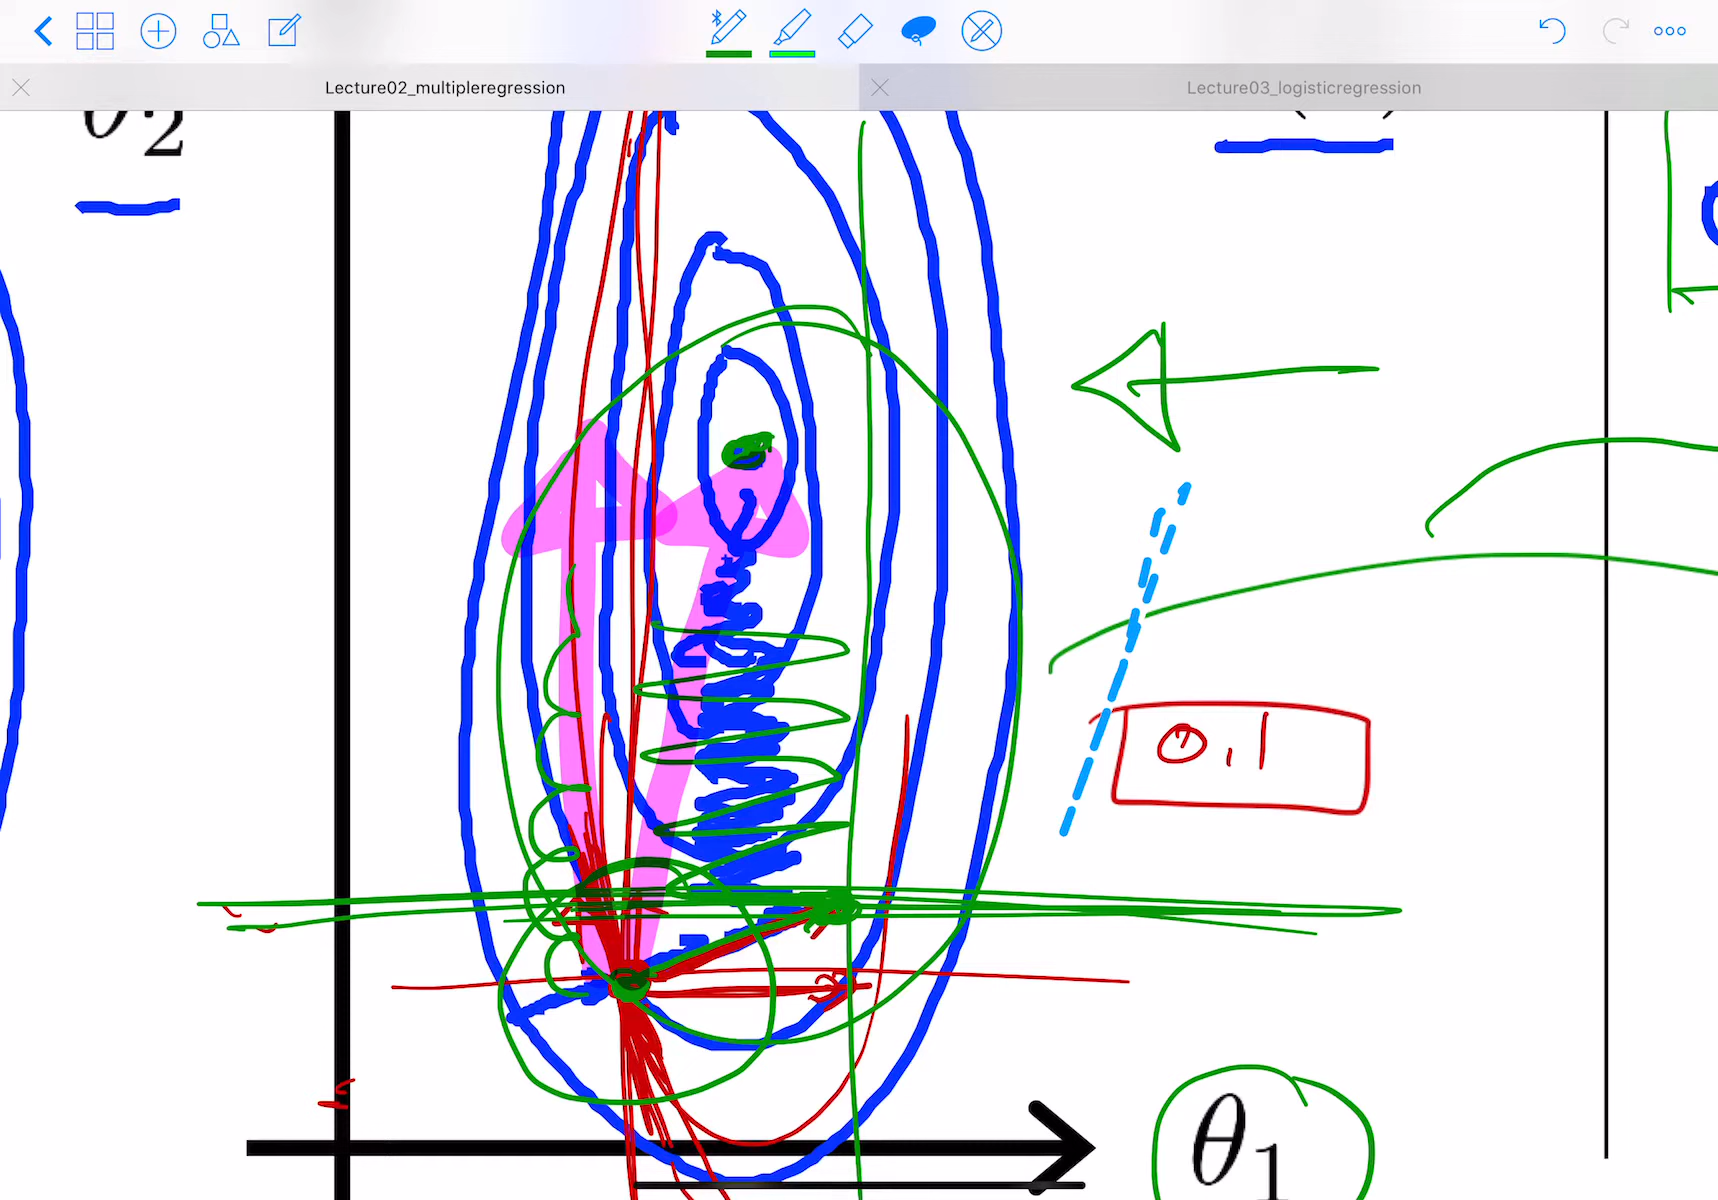 Lecture02_multipleregression
Lecture03_logisticregression
θ2
0.1
θ1